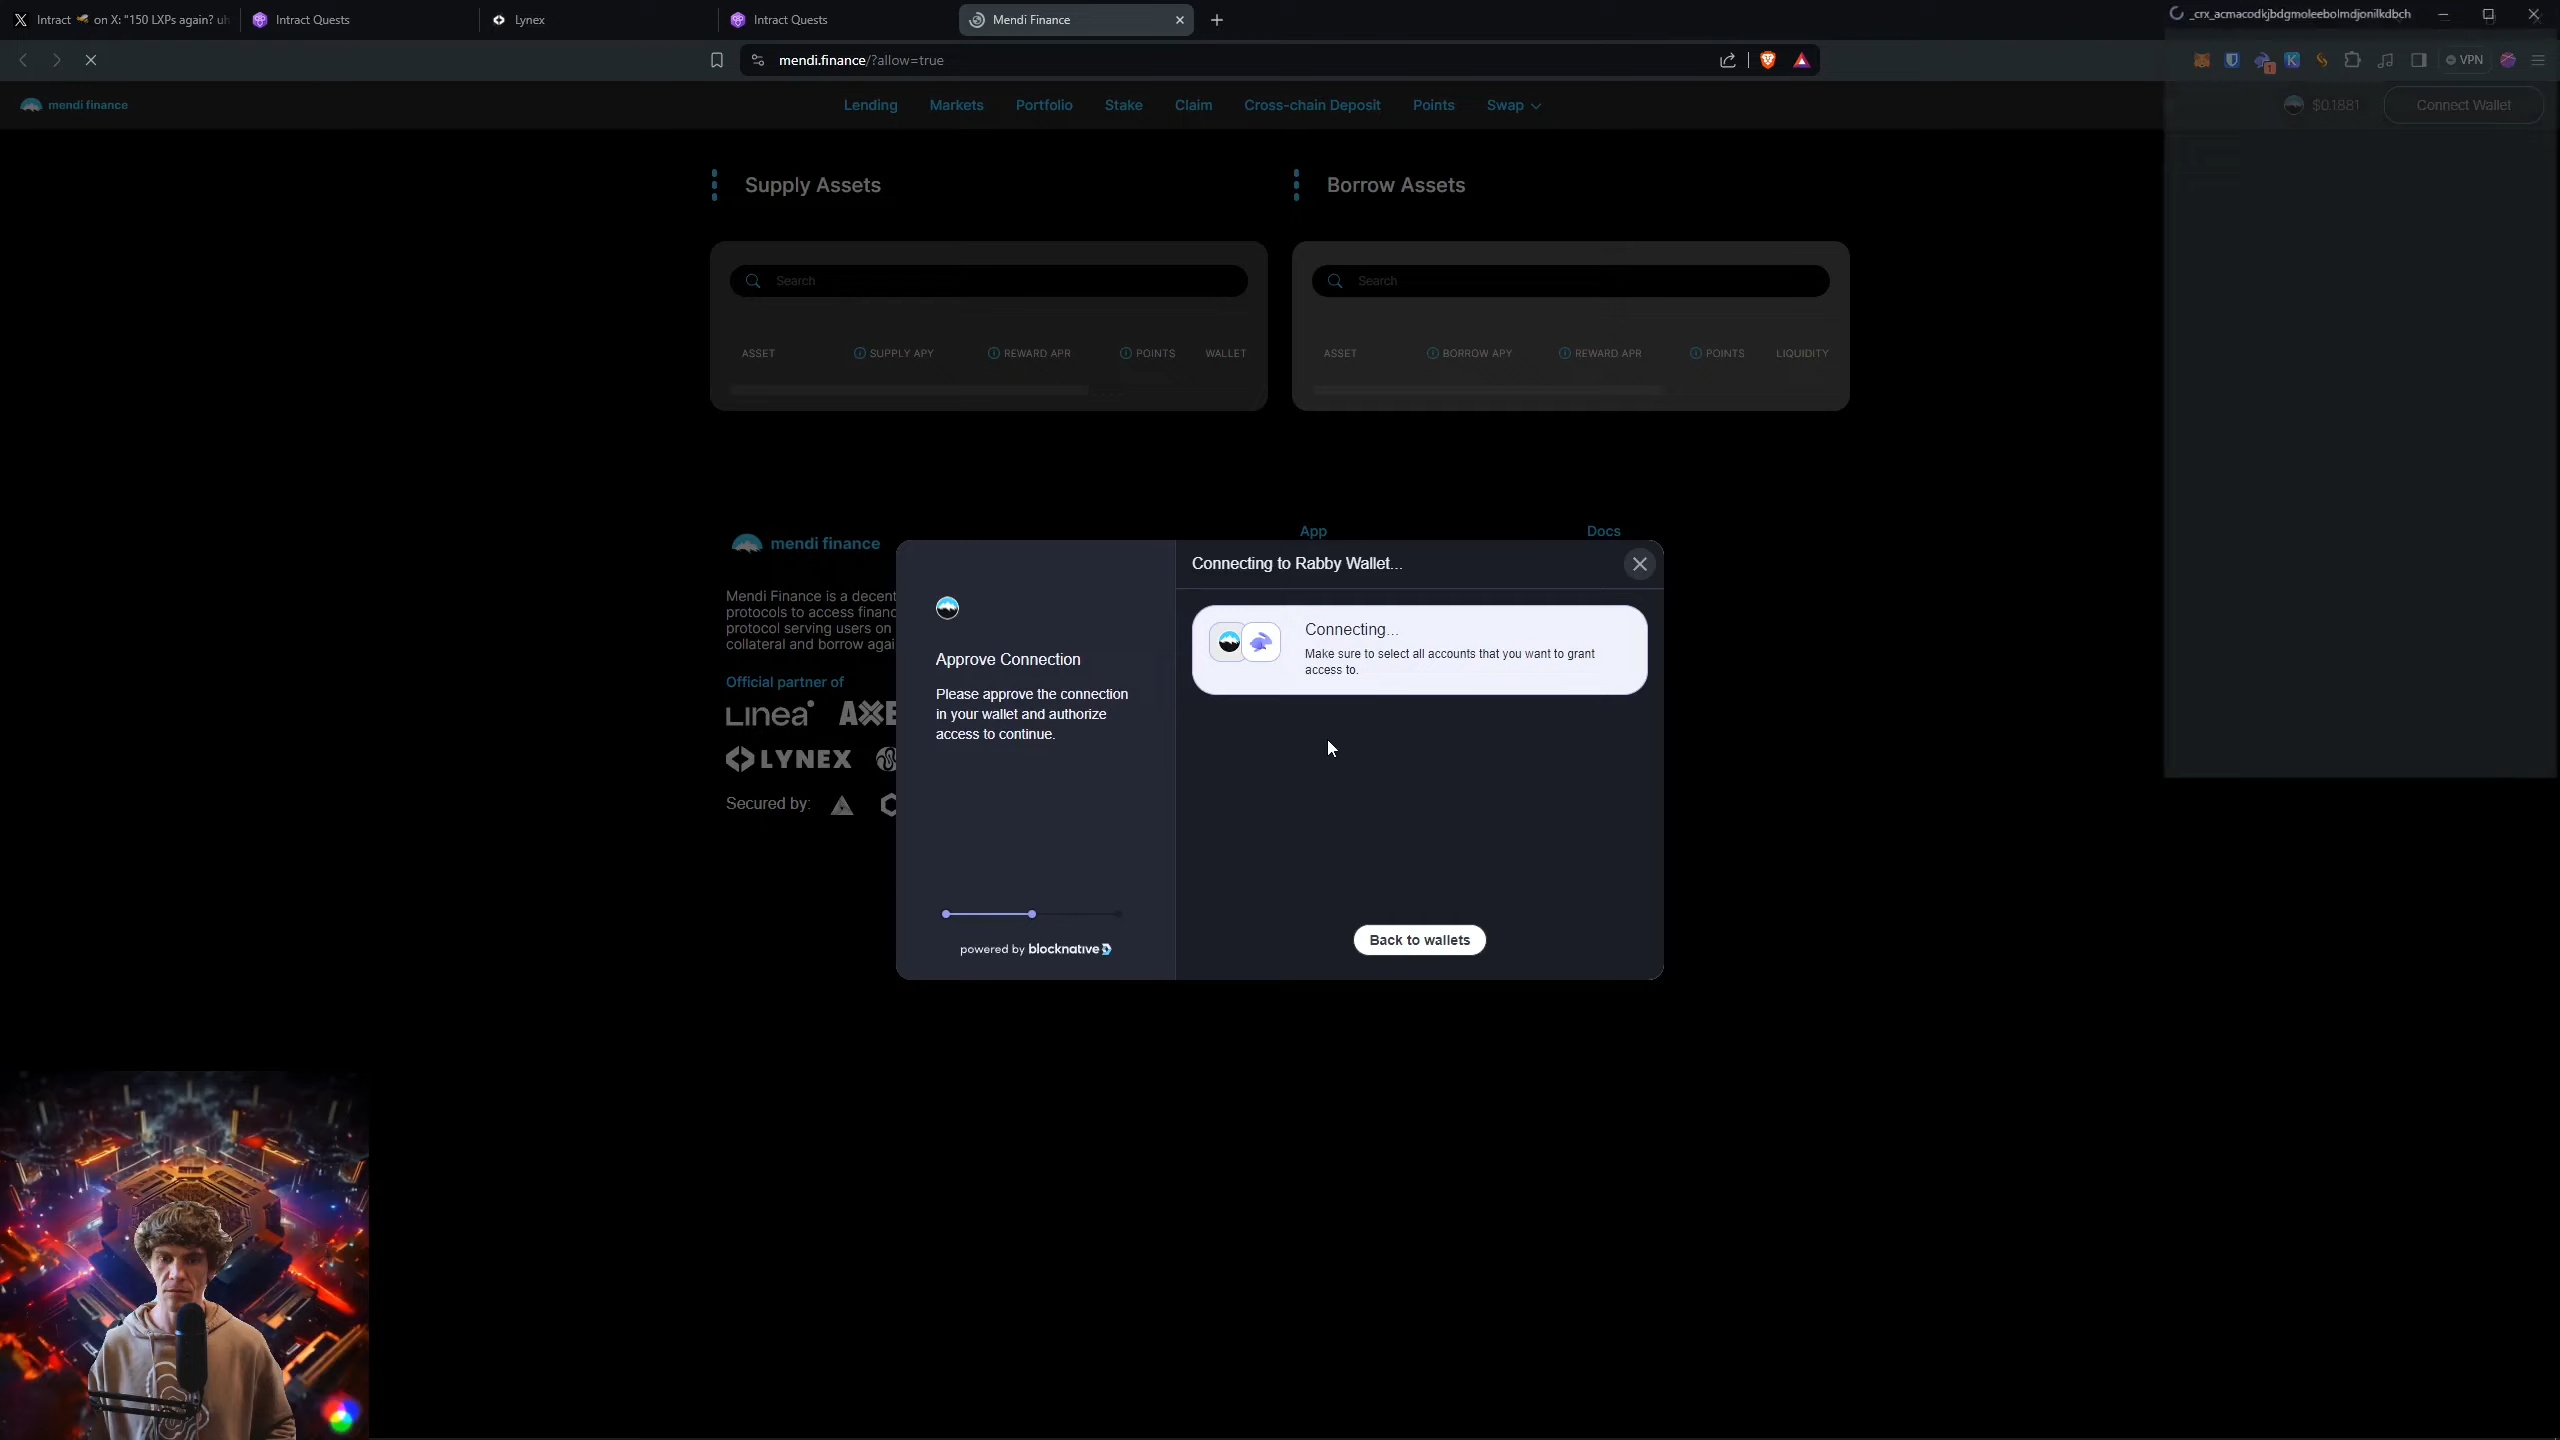 Intract on X: "150 LXPs again? uh
Intract Quests
Lynex
Intract Quests
Mendi Finance
_crx_acmacodkjbdgmoleebolmdjonilkdbch
mendi.finance/?allow=true
VPN
mendi finance
Lending
Markets
Portfolio
Stake
Claim
Cross-chain Deposit
Points
Swap
$0.1881
Connect Wallet
Supply Assets
Borrow Assets
Search
Search
ASSET
SUPPLY APY
REWARD APR
POINTS
WALLET
ASSET
BORROW APY
REWARD APR
POINTS
LIQUIDITY
mendi finance
App
Docs
Mendi Finance is a decent
protocols to access financ
protocol serving users on
collateral and borrow agai
Official partner of
Linea
AXE
LYNEX
Secured by:
Approve Connection
Please approve the connection
in your wallet and authorize
access to continue.
powered by blocknative
Connecting to Rabby Wallet...
Connecting...
Make sure to select all accounts that you want to grant
access to.
Back to wallets